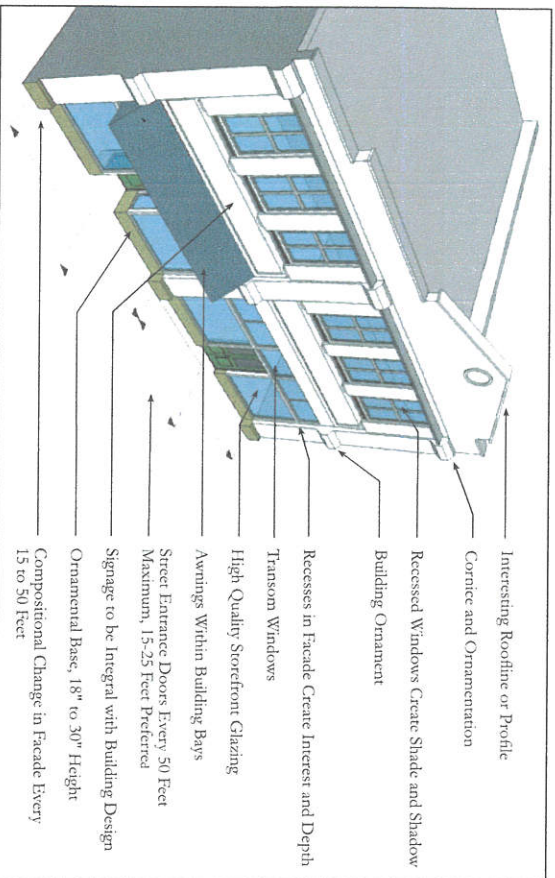 Interesting Roofline or Profile
Cornice and Ornamentation
Recessed Windows Create Shade and Shadow
Building Ornament
Recesses in Facade Create Interest and Depth
Transom Windows
High Quality Storefront Glazing
Awnings Within Building Bays
Street Entrance Doors Every 50 Feet
Maximum, 15-25 Feet Preferred
Signage to be Integral with Building Design
Ornamental Base, 18" to 30" Height
Compositional Change in Facade Every
15 to 50 Feet